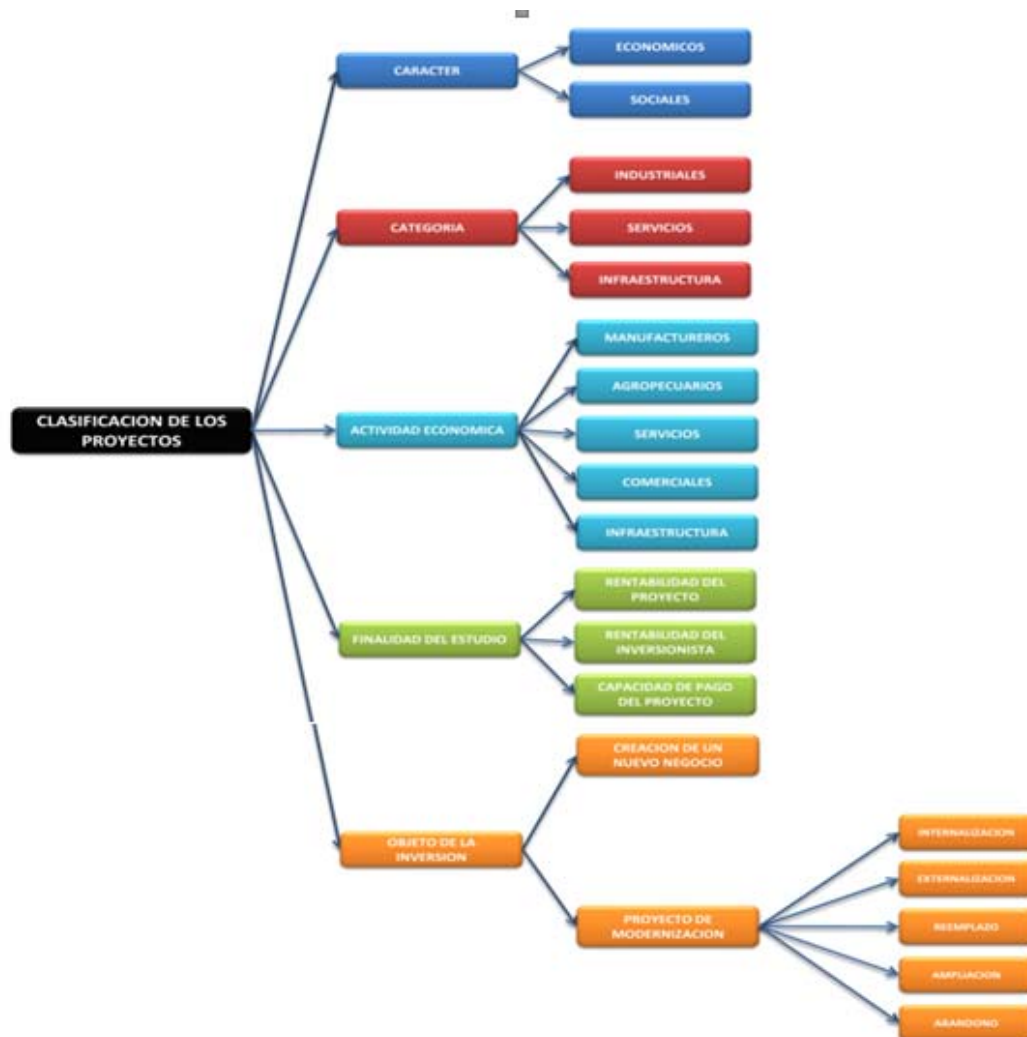 CARACTER
ECONOMICOS
SOCIALES
CATEGORIA
INDUSTRIALES
SERVICIOS
INFRAESTRUCTURA
CLASIFICACION DE LOS
PROYECTOS
ACTIVIDAD ECONOMICA
MANUFACTUREROS
AGROPECUARIOS
SERVICIOS
COMERCIALES
INFRAESTRUCTURA
FINALIDAD DEL ESTUDIO
RENTABILIDAD DEL
PROYECTO
RENTABILIDAD DEL
INVERSIONISTA
CAPACIDAD DE PAGO
DEL PROYECTO
OBJETO DE LA
INVERSION
CREACION DE UN
NUEVO NEGOCIO
PROYECTO DE
MODERNIZACION
INTERNALIZACION
EXTERNALIZACION
REEMPLAZO
AMPLIACION
ABANDONO